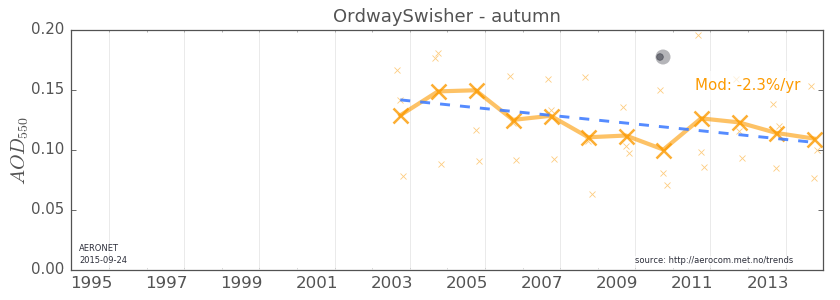 OrdwaySwisher - autumn
0.20
0.15
0.10
0.05
0.00
AOD550
Mod: -2.3%/yr
AERONET
2015-09-24
source: http://aerocom.met.no/trends
1995 1997 1999 2001 2003 2005 2007 2009 2011 2013